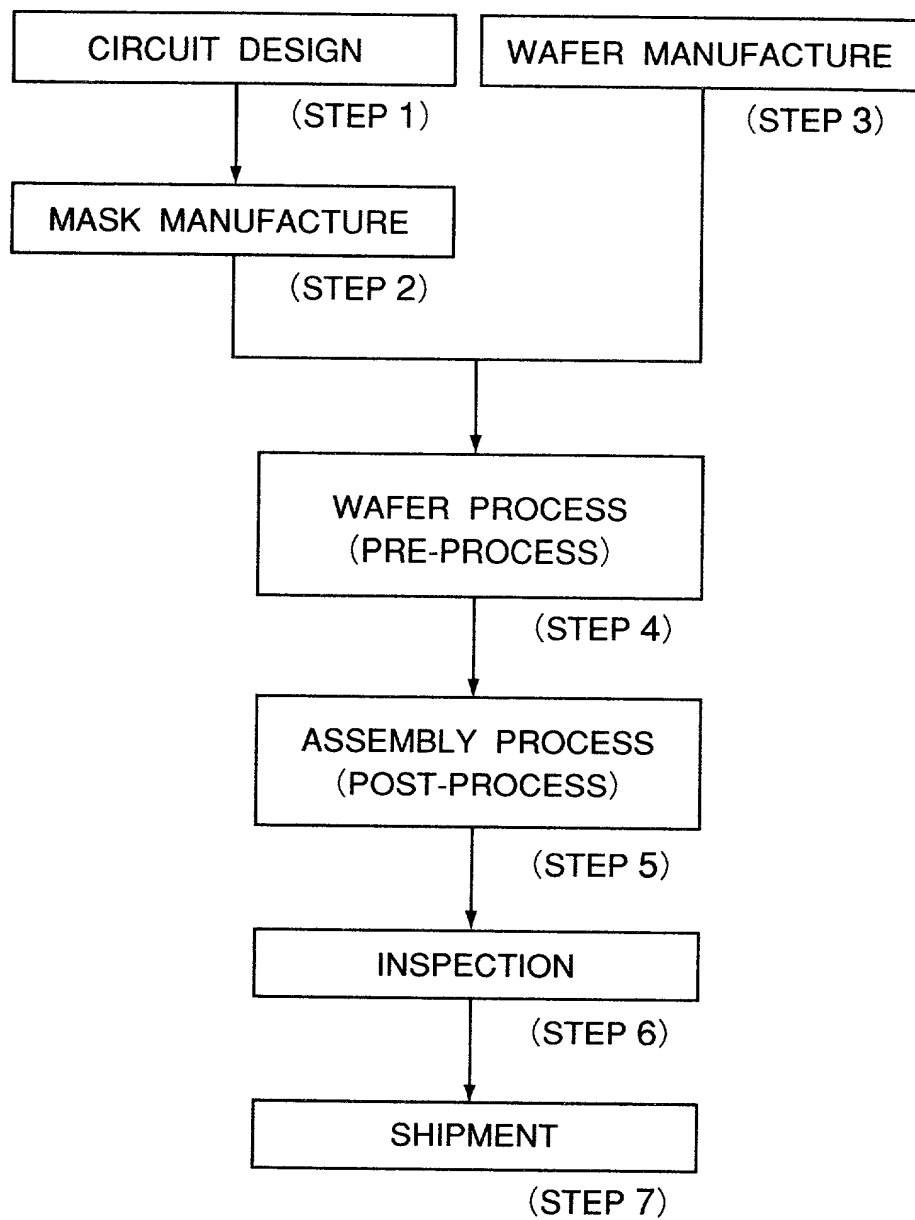 CIRCUIT DESIGN
(STEP 1)
WAFER MANUFACTURE
(STEP 3)
MASK MANUFACTURE
(STEP 2)
WAFER PROCESS
(PRE-PROCESS)
(STEP 4)
ASSEMBLY PROCESS
(POST-PROCESS)
(STEP 5)
INSPECTION
(STEP 6)
SHIPMENT
(STEP 7)